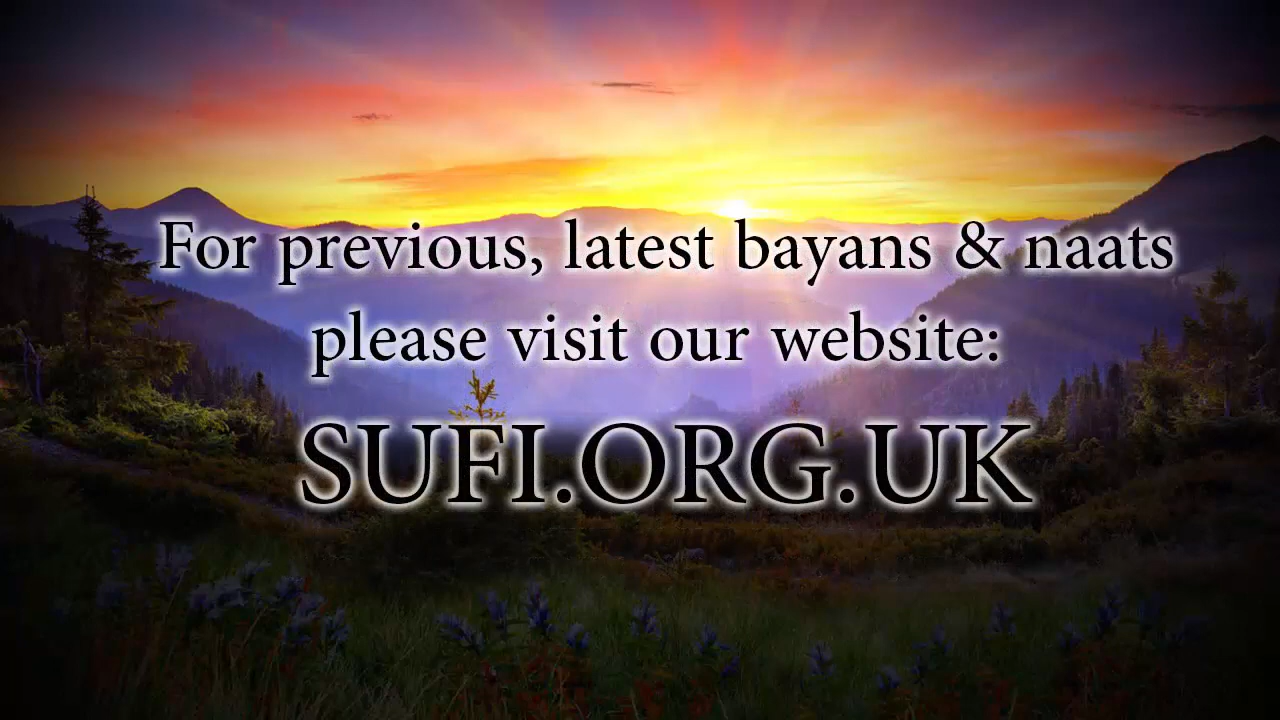 For previous, latest bayans & naats
please visit our website:
SUFI.ORG.UK